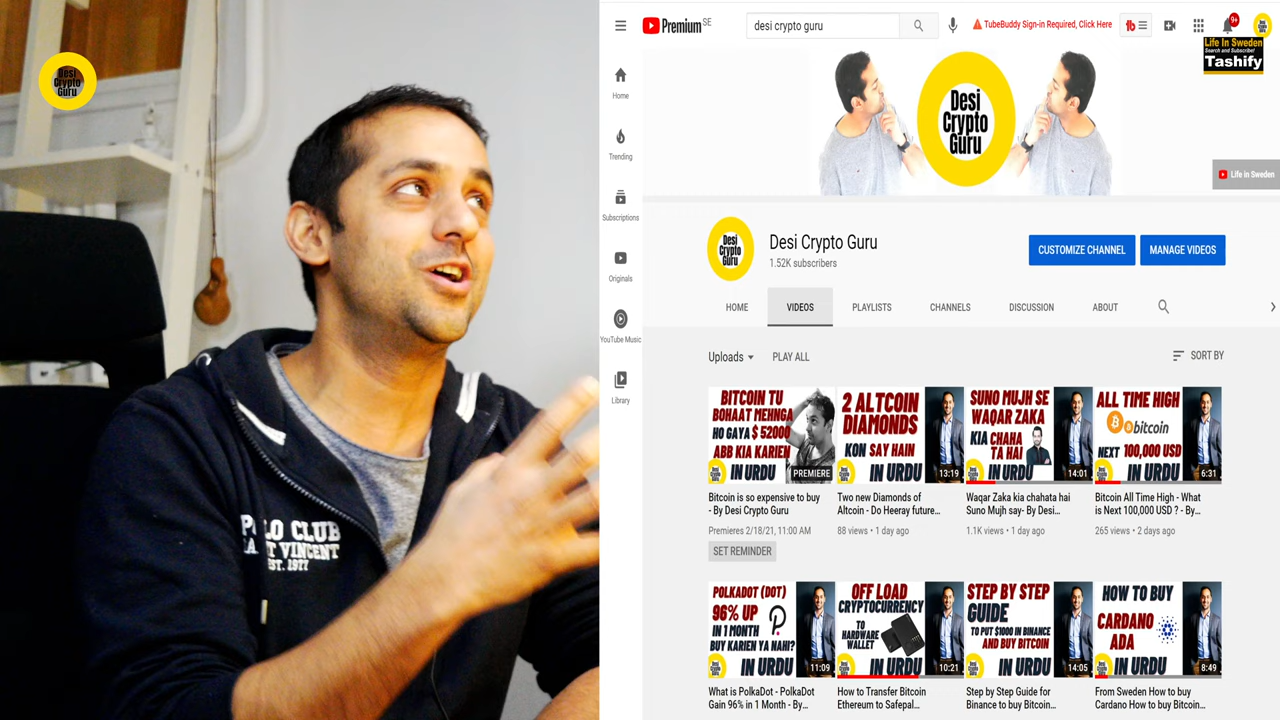 Desi
Crypto
Guru
PREMIUM CLUB
Premium SE
desi crypto guru
TubeBuddy Sign-in Required, Click Here
9+
Life In Sweden
Search and Subscribe!
Tashify
Home
Trending
Subscriptions
Originals
YouTube Music
Library
Desi
Crypto
Guru
Life in Sweden
Desi
Crypto
Guru
Desi Crypto Guru
1.52K subscribers
CUSTOMIZE CHANNEL
MANAGE VIDEOS
HOME
VIDEOS
PLAYLISTS
CHANNELS
DISCUSSION
ABOUT
Uploads
PLAY ALL
SORT BY
BITCOIN TU
BOHAAT MEHNGA
HO GAYA $ 52000
ABB KIA KARIEN
IN URDU
PREMIERE
Bitcoin is so expensive to buy
- By Desi Crypto Guru
Premieres 2/18/21, 11:00 AM
SET REMINDER
2 ALTCOIN
DIAMONDS
KON SAY HAIN
IN URDU
13:19
Two new Diamonds of
Altcoin - Do Heeray future...
88 views • 1 day ago
SUNO MUJH SE
WAQAR ZAKA
KIA CHAHA
TA HAI
IN URDU
14:01
Waqar Zaka kia chahata hai
Suno Mujh say- By Desi...
1.1K views • 1 day ago
ALL TIME HIGH
bitcoin
NEXT 100,000 USD
IN URDU
6:31
Bitcoin All Time High - What
is Next 100,000 USD ? - By...
265 views • 2 days ago
POLKADOT (DOT)
96% UP
IN 1 MONTH
BUY KARIEN YA NAHI?
IN URDU
11:09
What is PolkaDot - PolkaDot
Gain 96% in 1 Month - By...
OFF LOAD
CRYPTOCURRENCY
TO
HARDWARE
WALLET
IN URDU
10:21
How to Transfer Bitcoin
Ethereum to Safepal...
STEP BY STEP
GUIDE
TO PUT $1000 IN BINANCE
AND BUY BITCOIN
IN URDU
14:05
Step by Step Guide for
Binance to buy Bitcoin...
HOW TO BUY
CARDANO
ADA
IN URDU
8:49
From Sweden How to buy
Cardano How to buy Bitcoin...